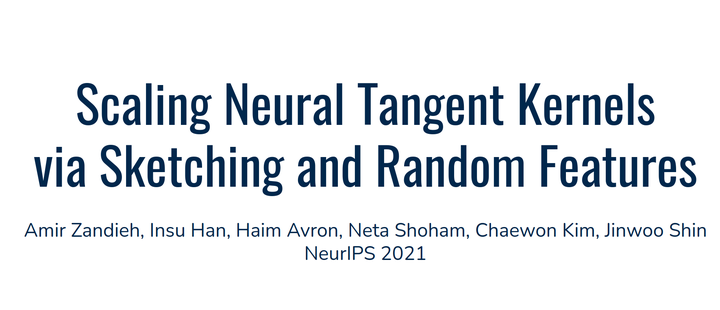 Scaling Neural Tangent Kernels
via Sketching and Random Features
Amir Zandieh, Insu Han, Haim Avron, Neta Shoham, Chaewon Kim, Jinwoo Shin
NeurIPS 2021